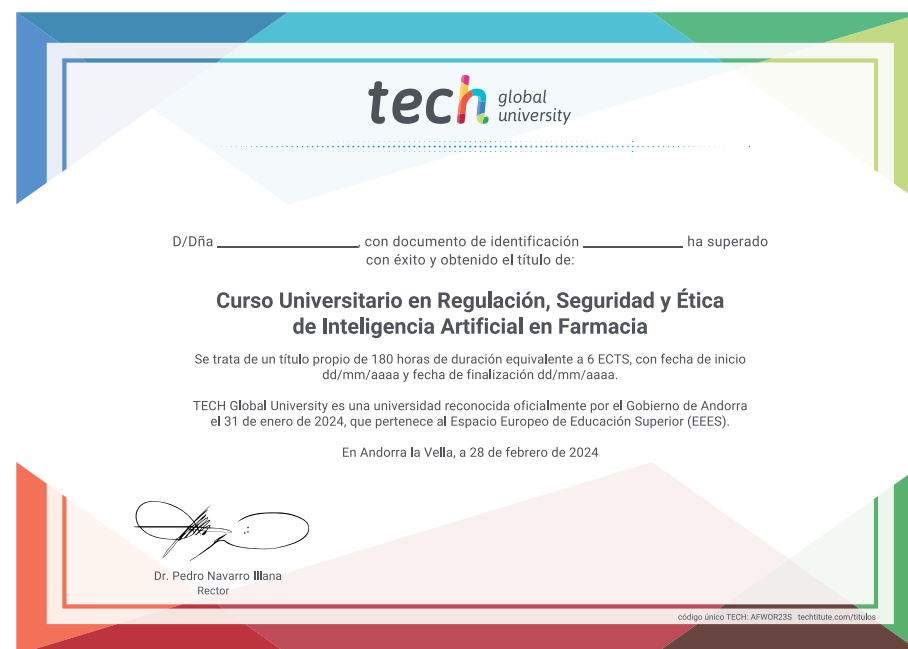 tech global university
D/Dña ____________________, con documento de identificación ______________ ha superado
con éxito y obtenido el título de:
Curso Universitario en Regulación, Seguridad y Ética
de Inteligencia Artificial en Farmacia
Se trata de un título propio de 180 horas de duración equivalente a 6 ECTS, con fecha de inicio
dd/mm/aaaa y fecha de finalización dd/mm/aaaa.
TECH Global University es una universidad reconocida oficialmente por el Gobierno de Andorra
el 31 de enero de 2024, que pertenece al Espacio Europeo de Educación Superior (EEES).
En Andorra la Vella, a 28 de febrero de 2024
Dr. Pedro Navarro Illana
Rector
código único TECH: AFWOR23S techtitute.com/titulos